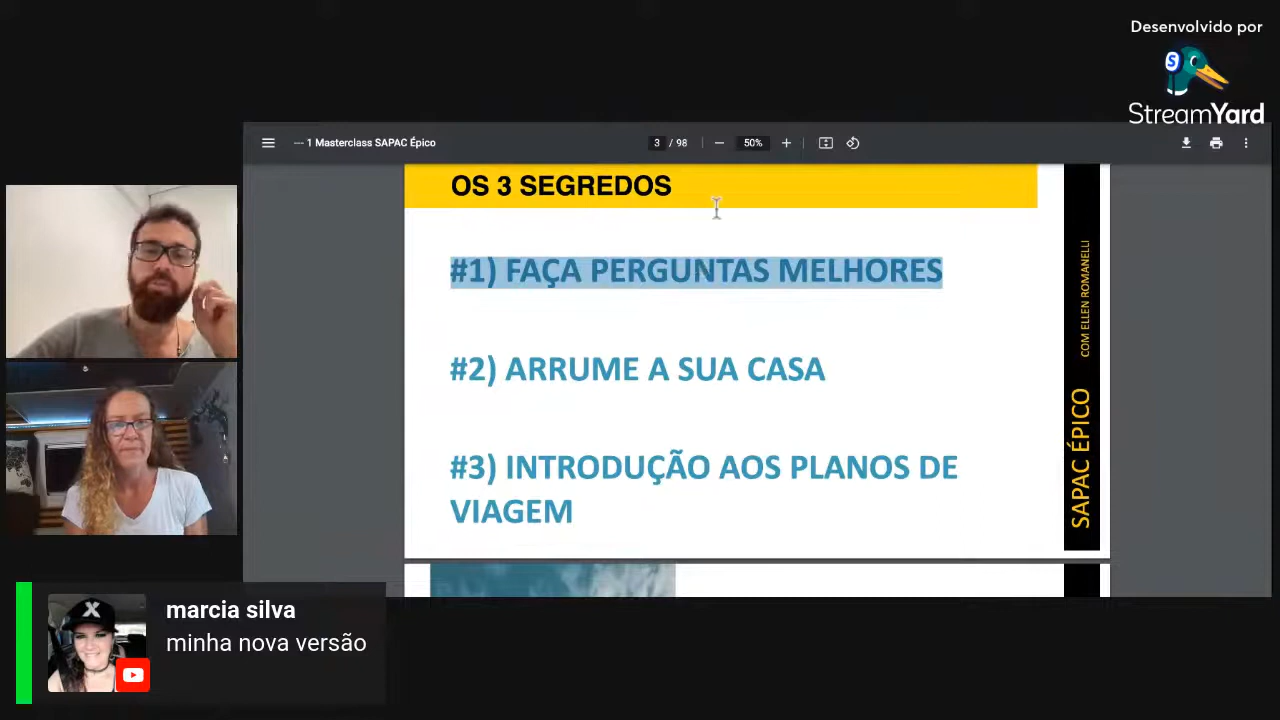 Desenvolvido por
S
StreamYard
--- 1 Masterclass SAPAC Épico
3 / 98
50%
OS 3 SEGREDOS
#1) FAÇA PERGUNTAS MELHORES
#2) ARRUME A SUA CASA
#3) INTRODUÇÃO AOS PLANOS DE
VIAGEM
SAPAC ÉPICO
COM ELLEN ROMANELLI
X
marcia silva
minha nova versão